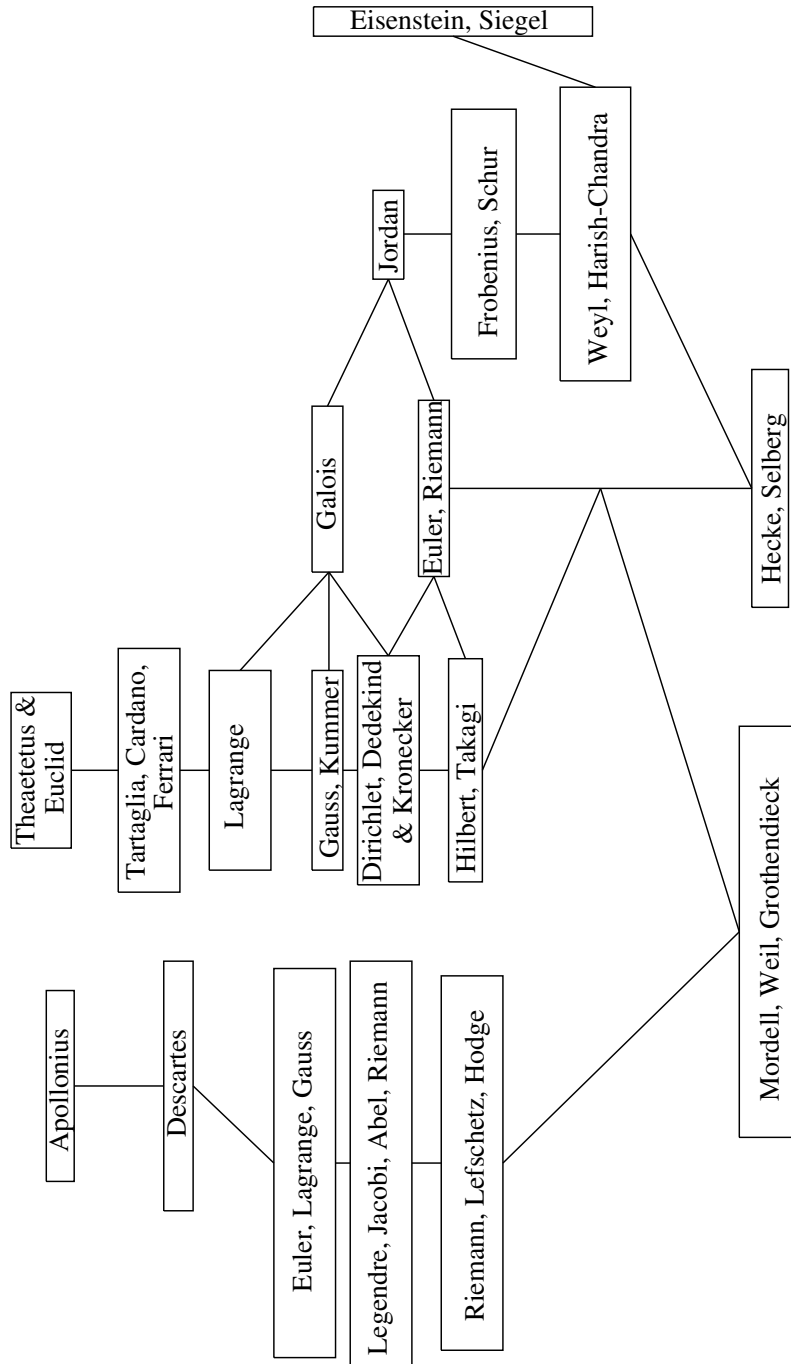 Eisenstein, Siegel
Apollonius
Theaetetus &
Euclid
Descartes
Tartaglia, Cardano,
Ferrari
Jordan
Euler, Lagrange, Gauss
Lagrange
Galois
Frobenius, Schur
Legendre, Jacobi, Abel, Riemann
Gauss, Kummer
Dirichlet, Dedekind
& Kronecker
Euler, Riemann
Riemann, Lefschetz, Hodge
Hilbert, Takagi
Weyl, Harish-Chandra
Mordell, Weil, Grothendieck
Hecke, Selberg